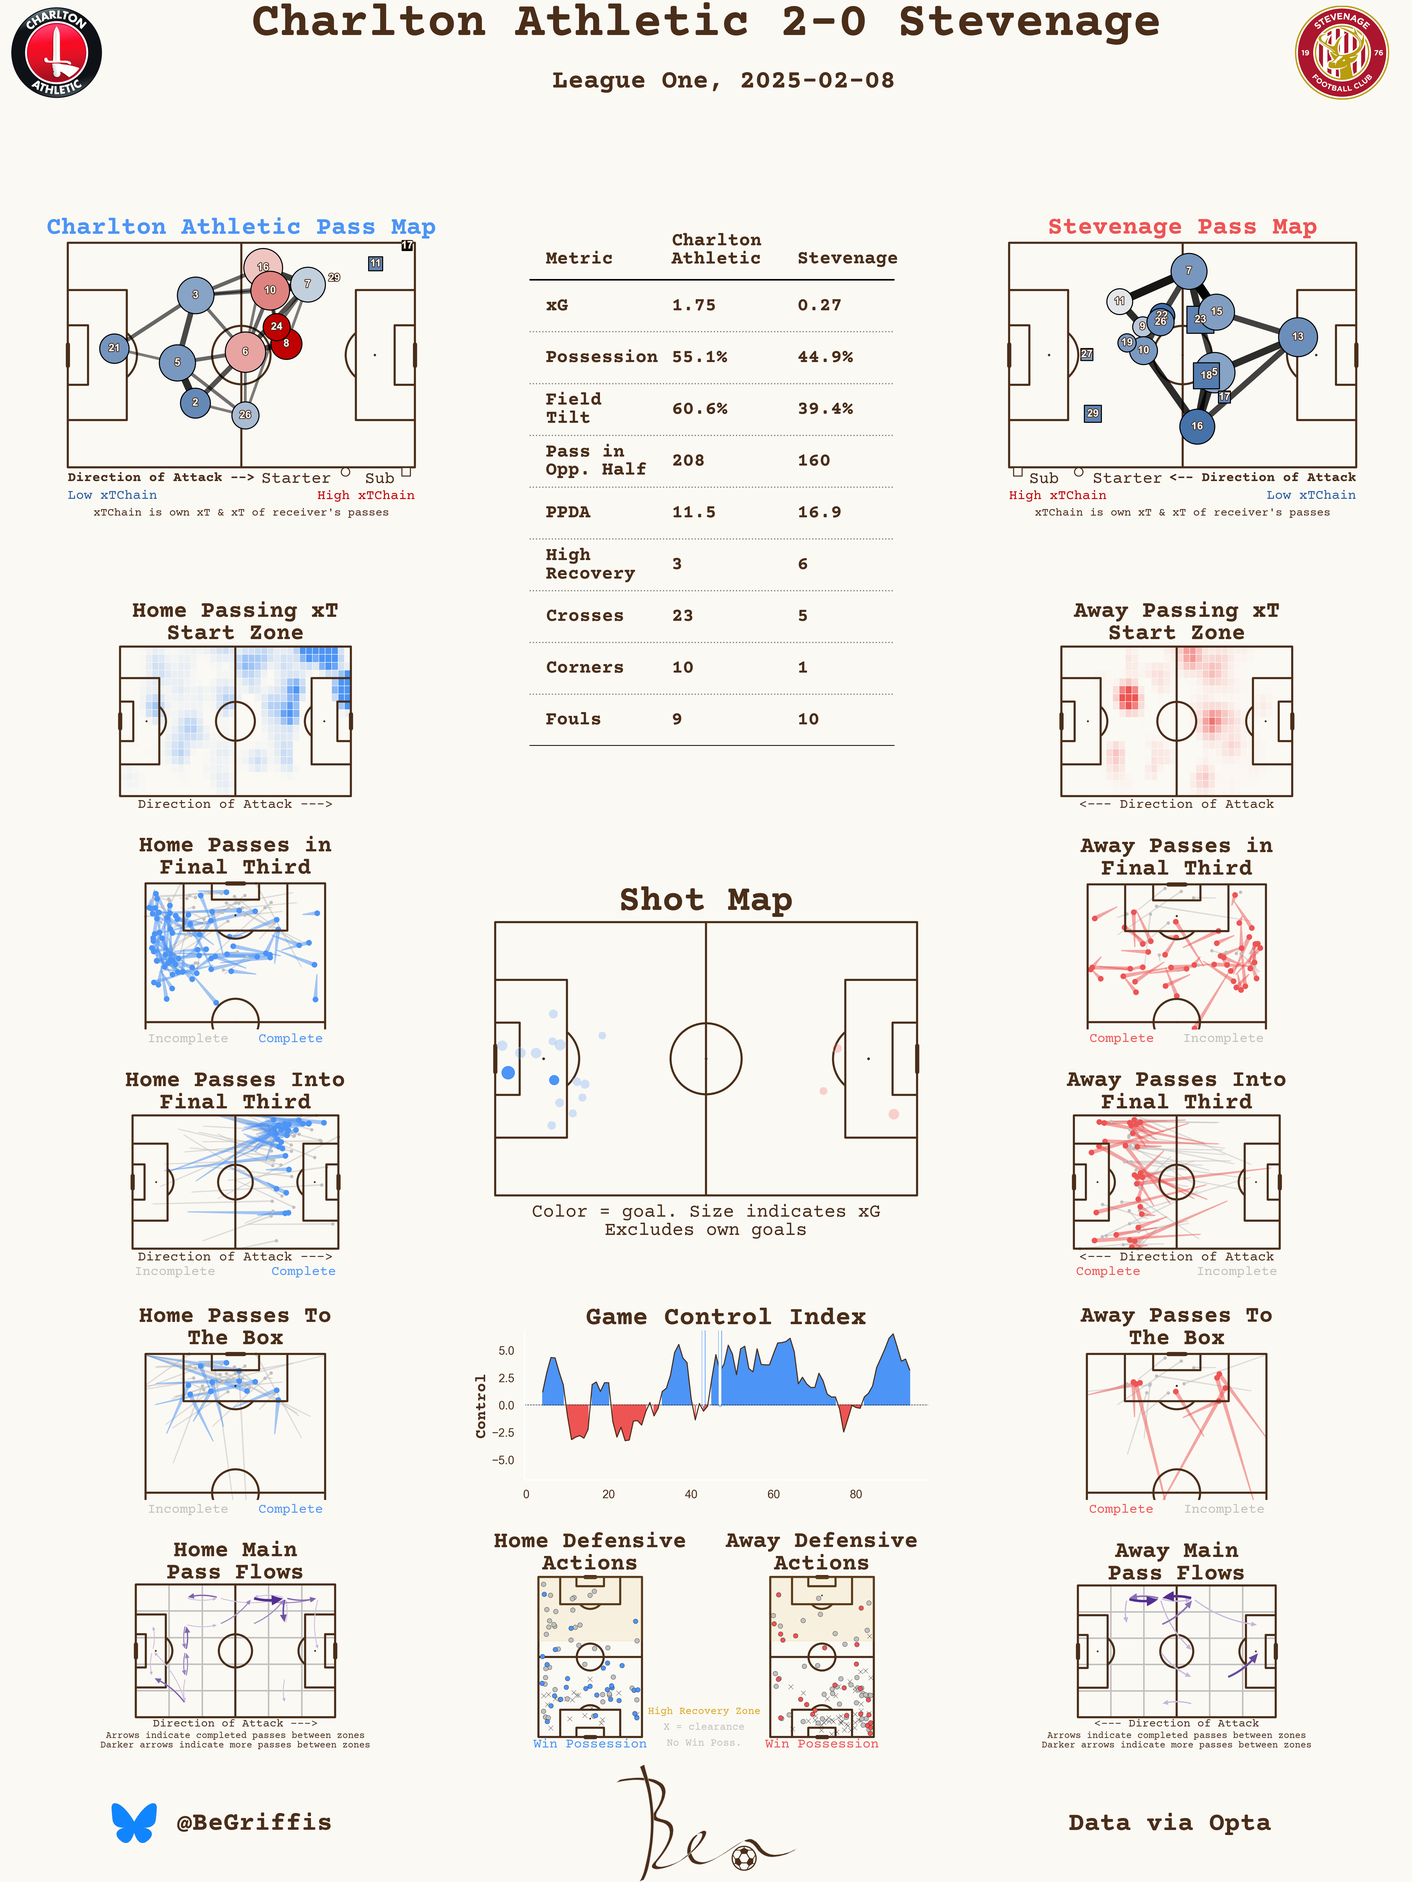 Charlton Athletic 2-0 Stevenage
League One, 2025-02-08
CHARLTON
ATHLETIC
STEVENAGE
19 76
FOOTBALL CLUB
Charlton Athletic Pass Map
17
11
16
29
7
10
3
24
8
6
21
5
2
26
Direction of Attack --> Starter Sub
Low xTChain High xTChain
xTChain is own xT & xT of receiver's passes
Metric Charlton Athletic Stevenage
xG 1.75 0.27
Possession 55.1% 44.9%
Field Tilt 60.6% 39.4%
Pass in Opp. Half 208 160
PPDA 11.5 16.9
High Recovery 3 6
Crosses 23 5
Corners 10 1
Fouls 9 10
Stevenage Pass Map
7
11
15
22
23
26
9
13
19
10
27
18 5
17
29
16
Sub Starter <-- Direction of Attack
High xTChain Low xTChain
xTChain is own xT & xT of receiver's passes
Home Passing xT
Start Zone
Direction of Attack --->
Away Passing xT
Start Zone
<--- Direction of Attack
Home Passes in
Final Third
Incomplete Complete
Away Passes in
Final Third
Complete Incomplete
Shot Map
Color = goal. Size indicates xG
Excludes own goals
Home Passes Into
Final Third
Direction of Attack --->
Incomplete Complete
Away Passes Into
Final Third
<--- Direction of Attack
Complete Incomplete
Home Passes To
The Box
Incomplete Complete
Game Control Index
Control
5.0
2.5
0.0
−2.5
−5.0
0 20 40 60 80
Away Passes To
The Box
Complete Incomplete
Home Main
Pass Flows
Direction of Attack --->
Arrows indicate completed passes between zones
Darker arrows indicate more passes between zones
Home Defensive
Actions
Win Possession
High Recovery Zone
X = clearance
No Win Poss.
Away Defensive
Actions
Win Possession
Away Main
Pass Flows
<--- Direction of Attack
Arrows indicate completed passes between zones
Darker arrows indicate more passes between zones
@BeGriffis
Ben
Data via Opta